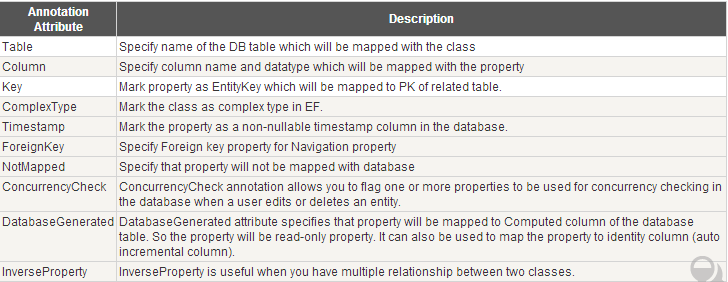 Annotation Attribute Description
Table Specify name of the DB table which will be mapped with the class
Column Specify column name and datatype which will be mapped with the property
Key Mark property as EntityKey which will be mapped to PK of related table.
ComplexType Mark the class as complex type in EF.
Timestamp Mark the property as a non-nullable timestamp column in the database.
ForeignKey Specify Foreign key property for Navigation property
NotMapped Specify that property will not be mapped with database
ConcurrencyCheck ConcurrencyCheck annotation allows you to flag one or more properties to be used for concurrency checking in
the database when a user edits or deletes an entity.
DatabaseGenerated DatabaseGenerated attribute specifies that property will be mapped to Computed column of the database
table. So the property will be read-only property. It can also be used to map the property to identity column (auto
incremental column).
InverseProperty InverseProperty is useful when you have multiple relationship between two classes.